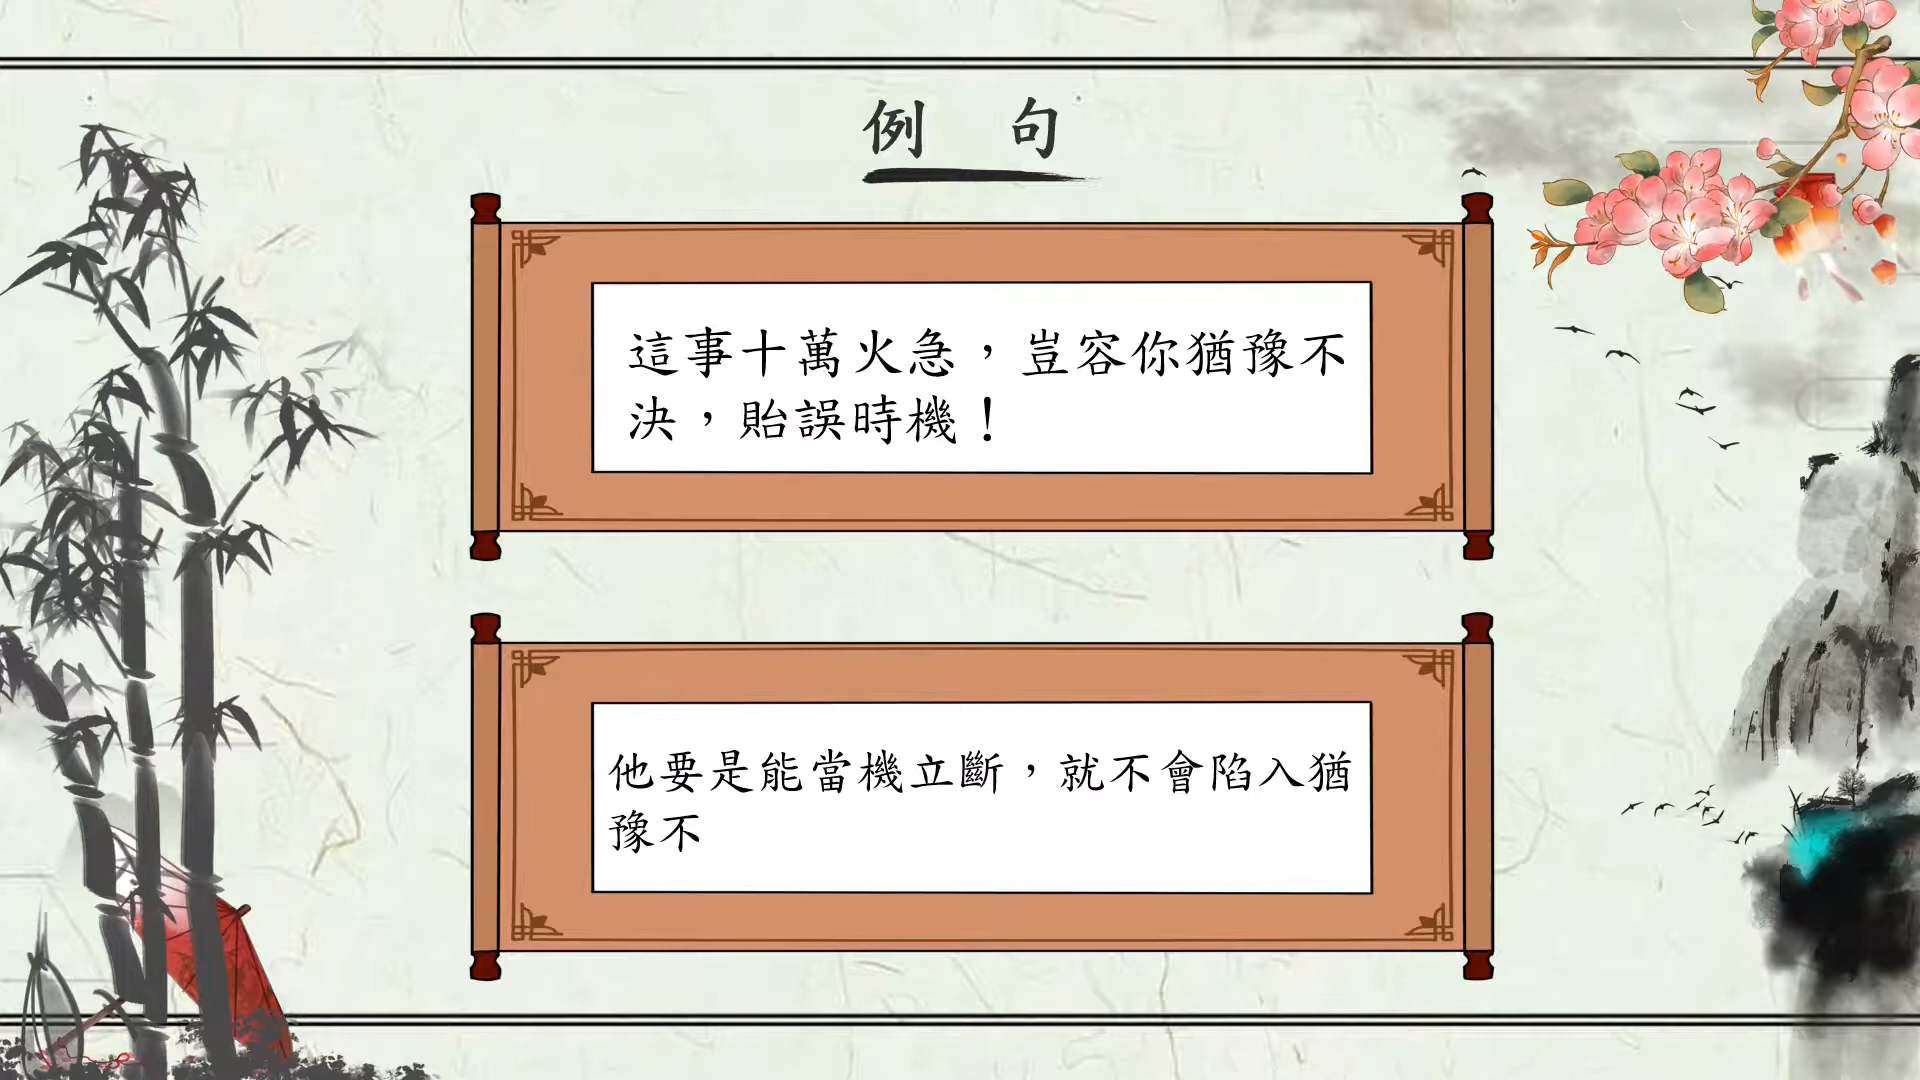 例 句
這事十萬火急，豈容你猶豫不
決，貽誤時機！
他要是能當機立斷，就不會陷入猶
豫不